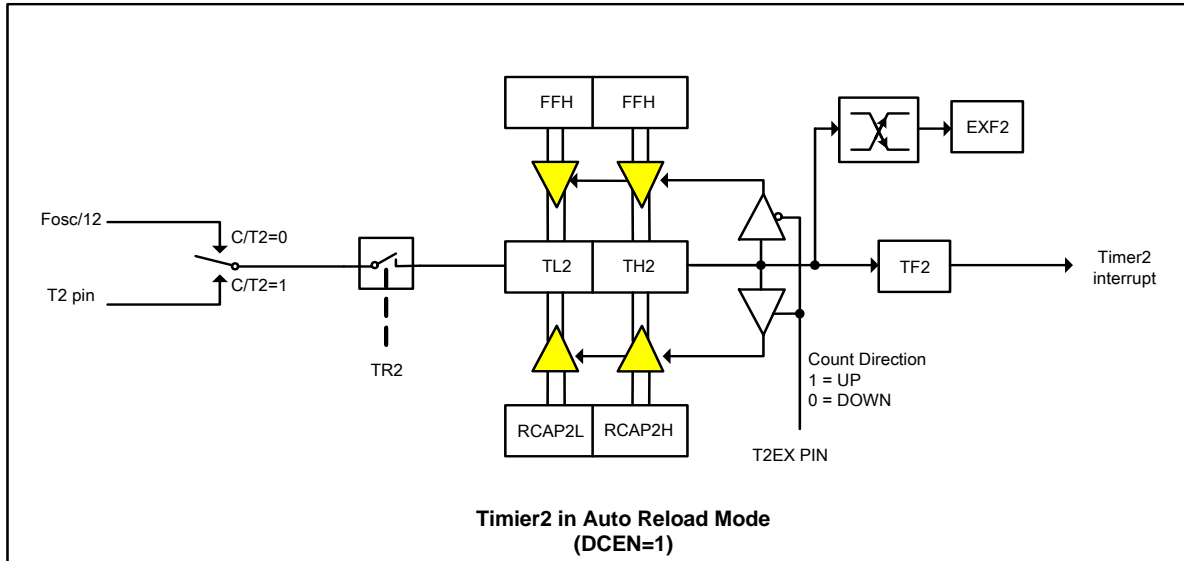 FFH
FFH
EXF2
Fosc/12
C/T2=0
C/T2=1
T2 pin
TL2
TH2
TF2
Timer2
interrupt
TR2
Count Direction
1 = UP
0 = DOWN
RCAP2L
RCAP2H
T2EX PIN
Timier2 in Auto Reload Mode
(DCEN=1)